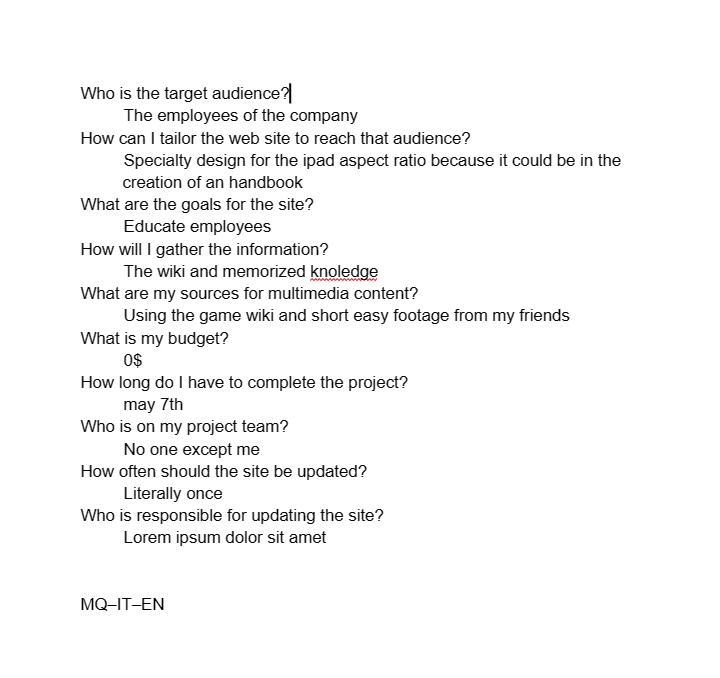 Who is the target audience?
The employees of the company
How can I tailor the web site to reach that audience?
Specialty design for the ipad aspect ratio because it could be in the
creation of an handbook
What are the goals for the site?
Educate employees
How will I gather the information?
The wiki and memorized knoledge
What are my sources for multimedia content?
Using the game wiki and short easy footage from my friends
What is my budget?
0$
How long do I have to complete the project?
may 7th
Who is on my project team?
No one except me
How often should the site be updated?
Literally once
Who is responsible for updating the site?
Lorem ipsum dolor sit amet
MQ–IT–EN